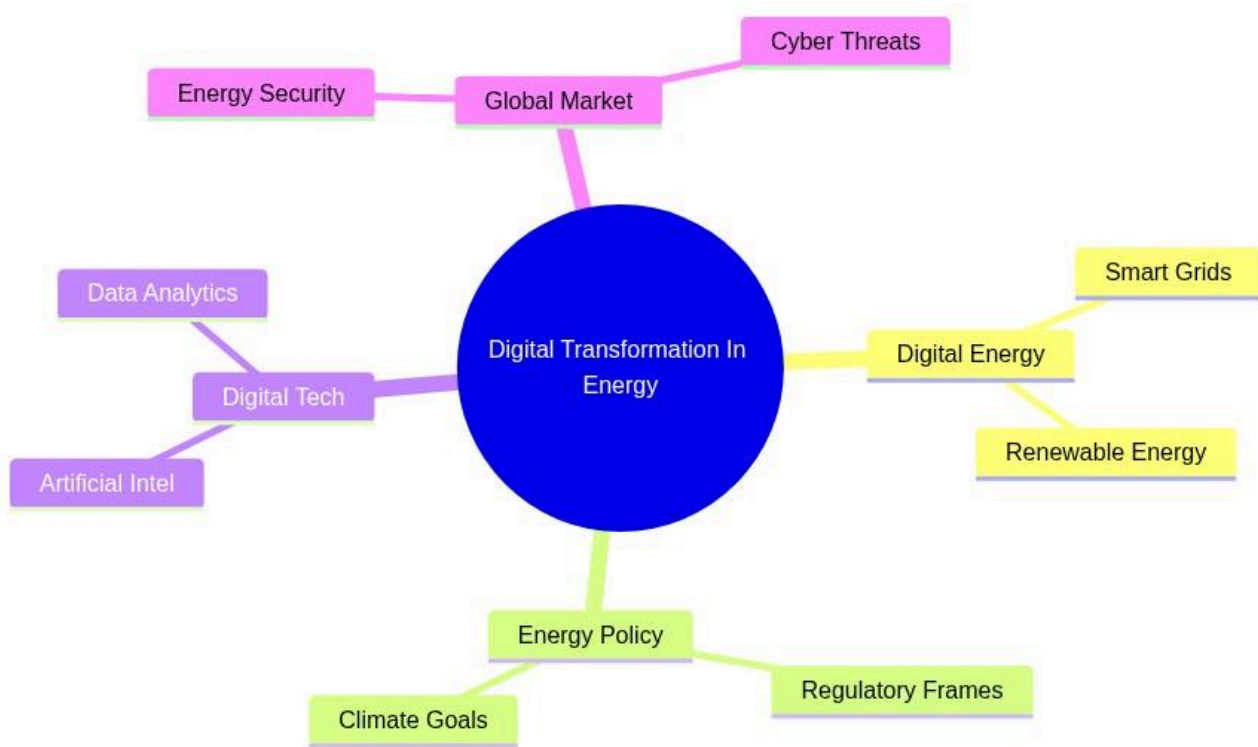 Cyber Threats
Energy Security
Global Market
Smart Grids
Data Analytics
Digital Transformation In
Energy
Digital Energy
Digital Tech
Renewable Energy
Artificial Intel
Energy Policy
Regulatory Frames
Climate Goals